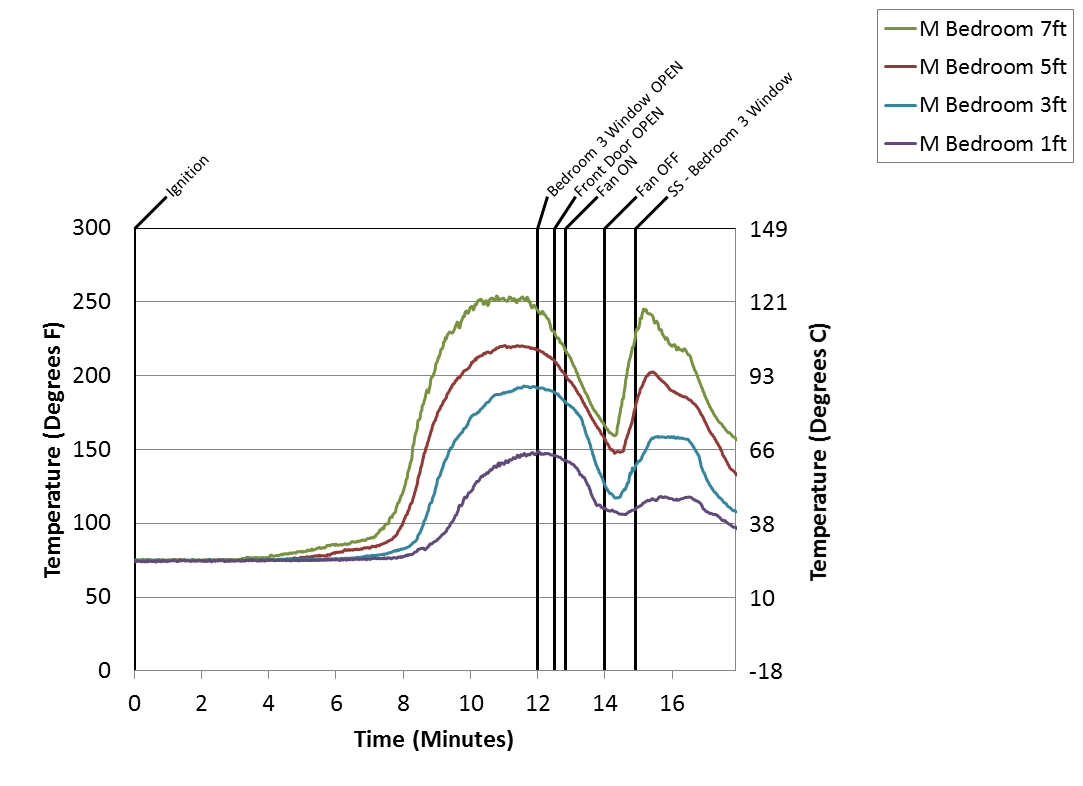 M Bedroom 7ft
M Bedroom 5ft
M Bedroom 3ft
M Bedroom 1ft
Ignition
Bedroom 3 Window OPEN
Front Door OPEN
Fan ON
Fan OFF
SS - Bedroom 3 Window
Temperature (Degrees F)
300
250
200
150
100
50
0
149
121
93
66
38
10
-18
Temperature (Degrees C)
0 2 4 6 8 10 12 14 16
Time (Minutes)